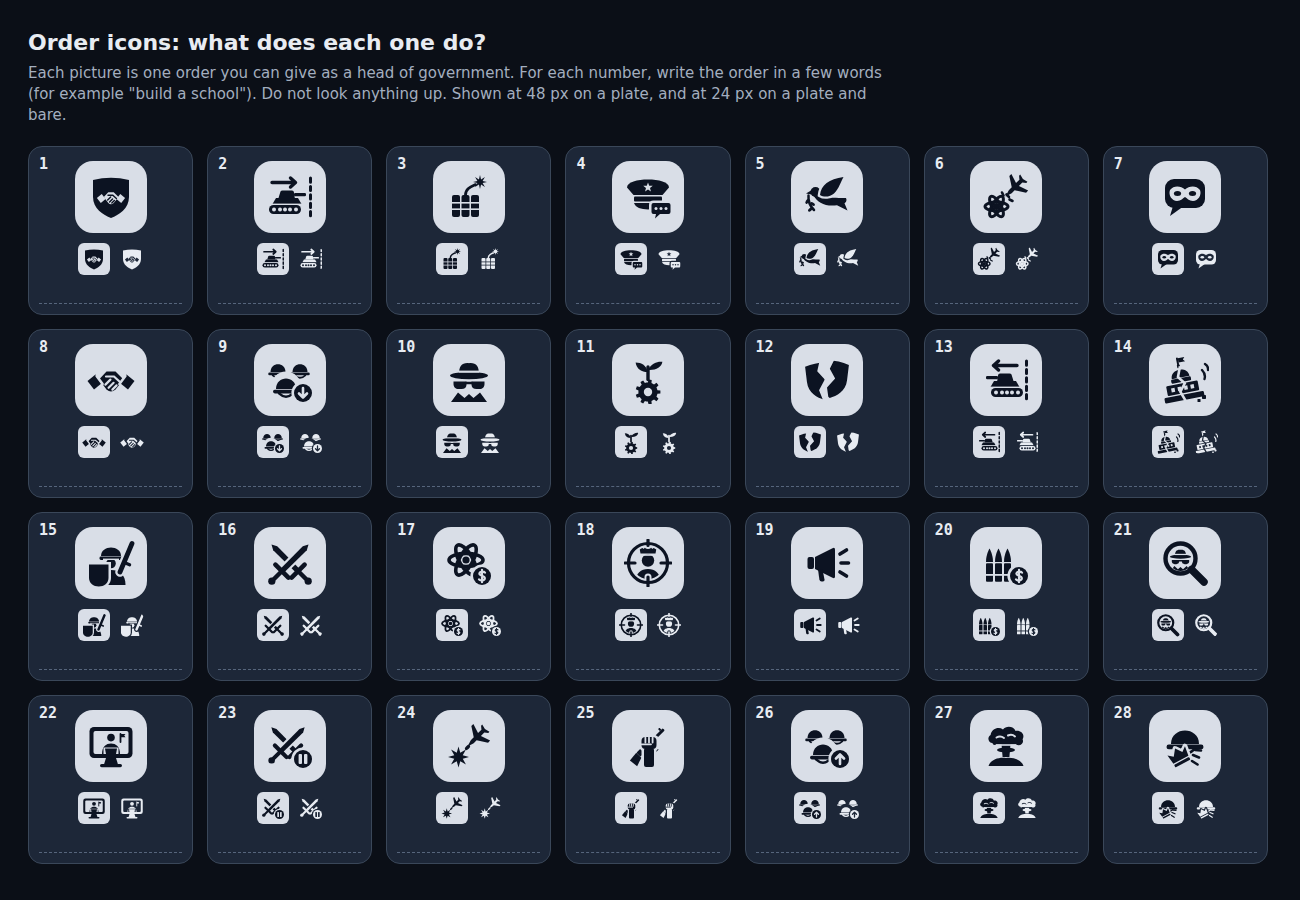 Order icons: what does each one do?
Each picture is one order you can give as a head of government. For each number, write the order in a few words
(for example "build a school"). Do not look anything up. Shown at 48 px on a plate, and at 24 px on a plate and
bare.
1 2 3 4 5 6 7
8 9 10 11 12 13 14
15 16 17 18 19 20 21
22 23 24 25 26 27 28